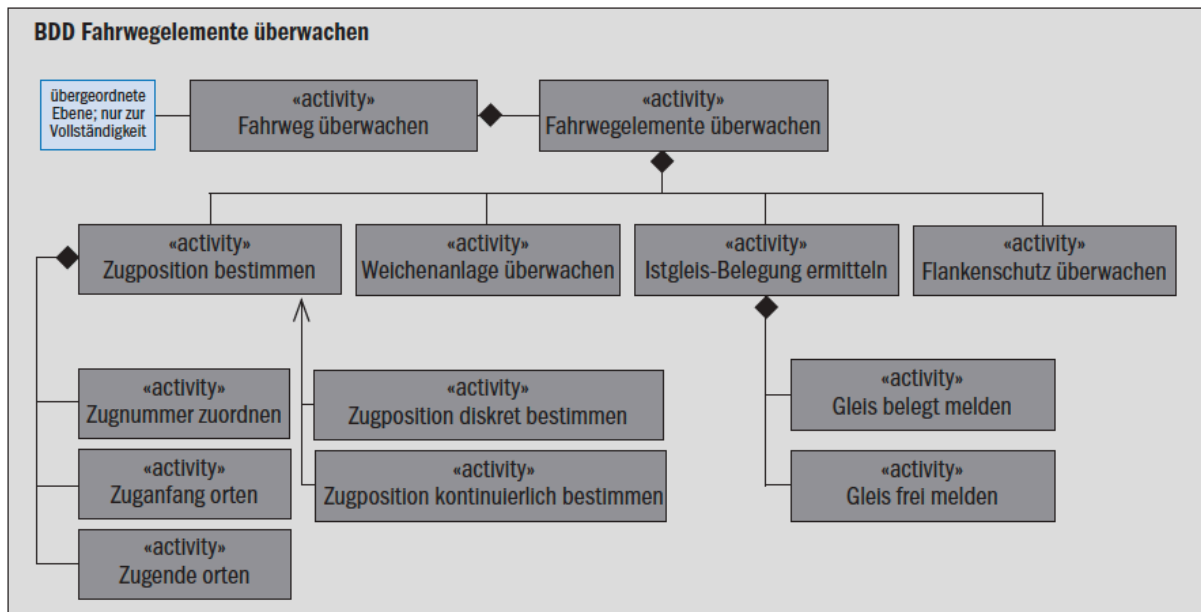 BDD Fahrwegelemente überwachen
übergeordnete
Ebene; nur zur
Vollständigkeit
«activity»
Fahrweg überwachen
«activity»
Fahrwegelemente überwachen
«activity»
Zugposition bestimmen
«activity»
Weichenanlage überwachen
«activity»
Istgleis-Belegung ermitteln
«activity»
Flankenschutz überwachen
«activity»
Zugnummer zuordnen
«activity»
Zugposition diskret bestimmen
«activity»
Gleis belegt melden
«activity»
Zuganfang orten
«activity»
Zugposition kontinuierlich bestimmen
«activity»
Gleis frei melden
«activity»
Zugende orten